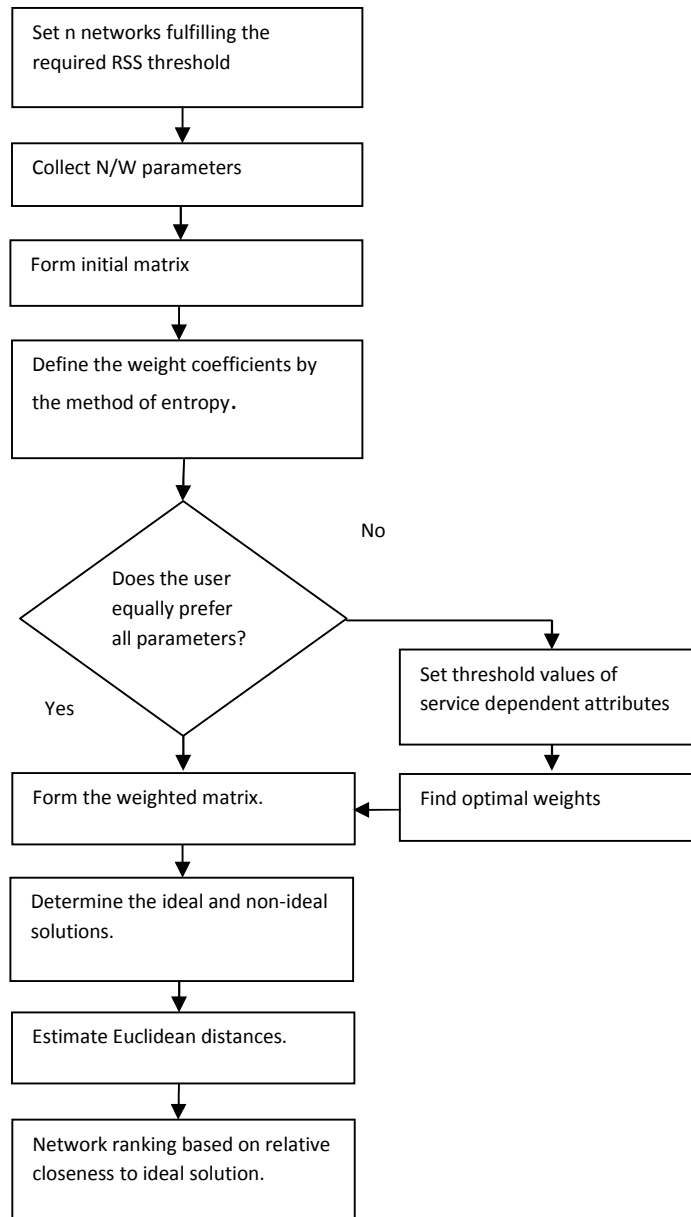 Set n networks fulfilling the
required RSS threshold
Collect N/W parameters
Form initial matrix
Define the weight coefficients by
the method of entropy.
No
Does the user
equally prefer
all parameters?
Set threshold values of
service dependent attributes
Yes
Form the weighted matrix.
Find optimal weights
Determine the ideal and non-ideal
solutions.
Estimate Euclidean distances.
Network ranking based on relative
closeness to ideal solution.